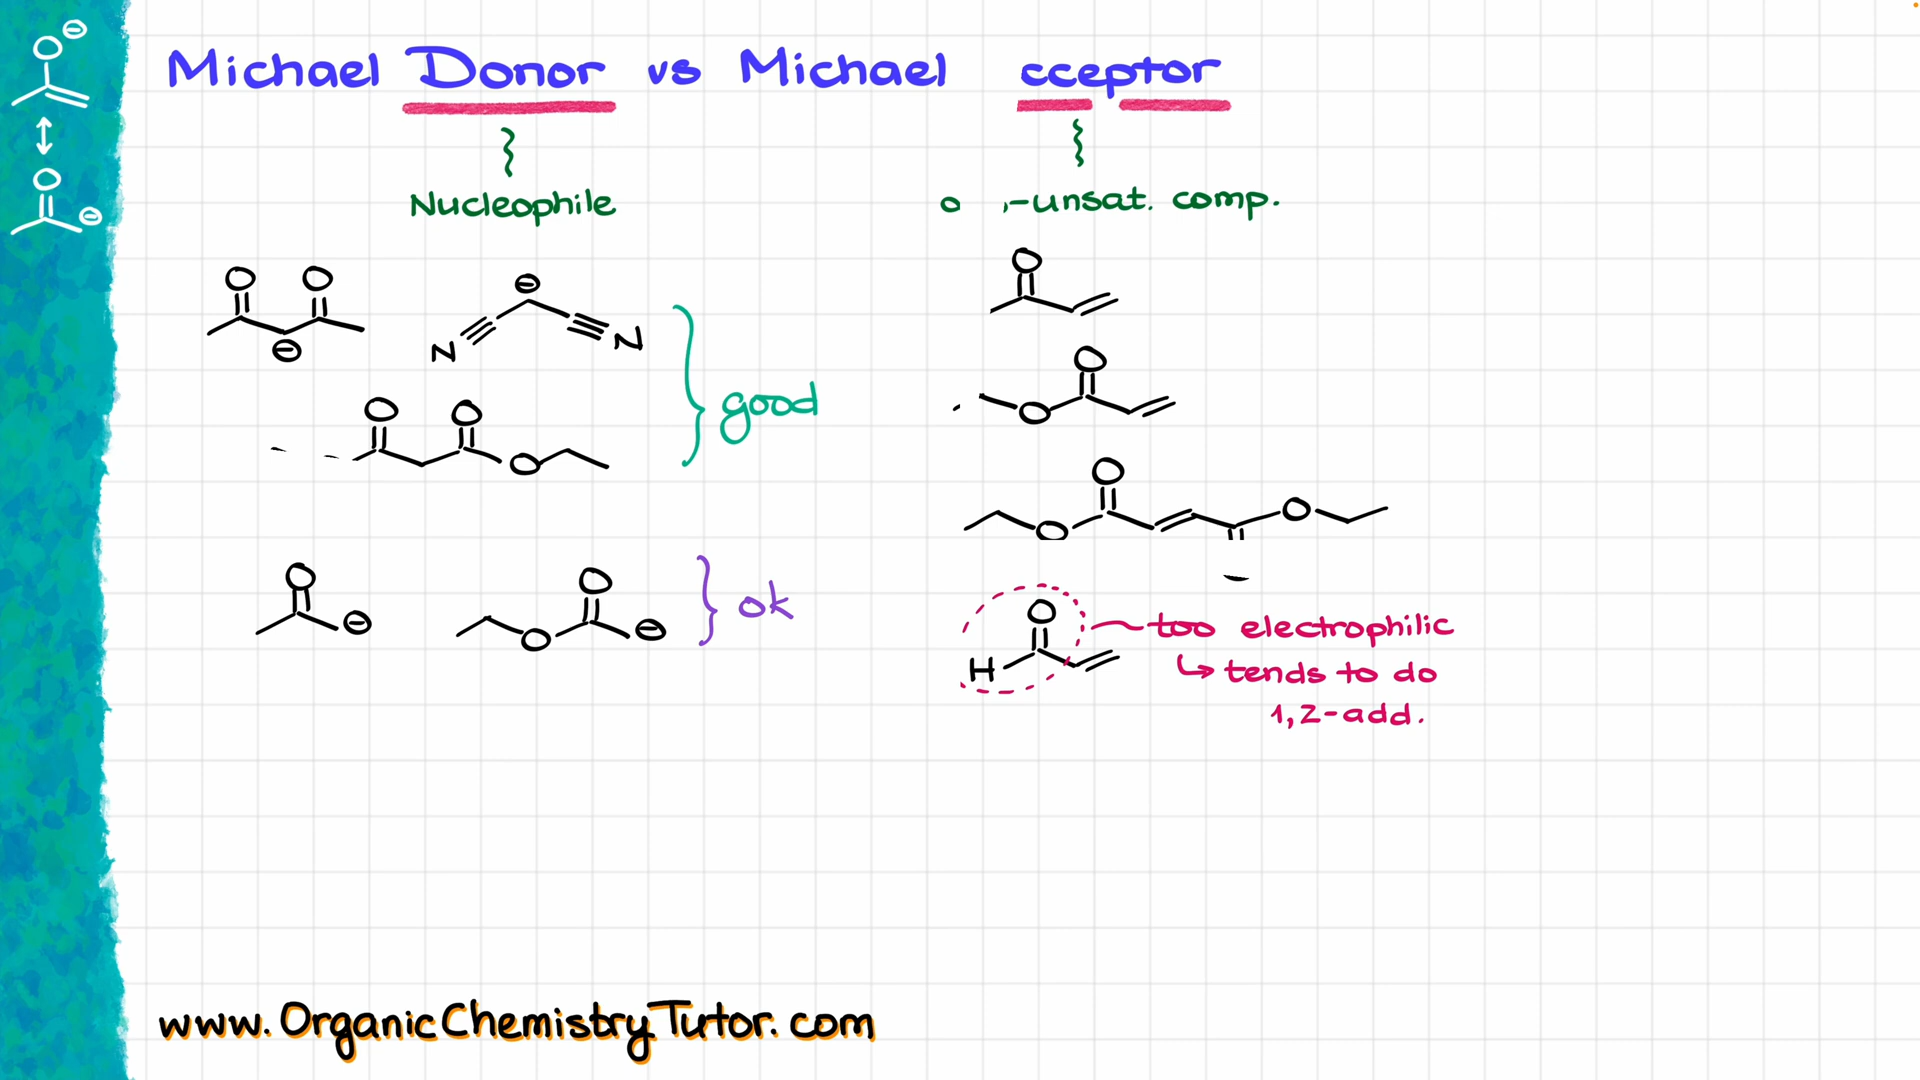 Michael Donor vs Michael cceptor
Nucleophile
-unsat. comp.
good
ok
too electrophilic
↳ tends to do
1,2-add.
www.OrganicChemistryTutor.com